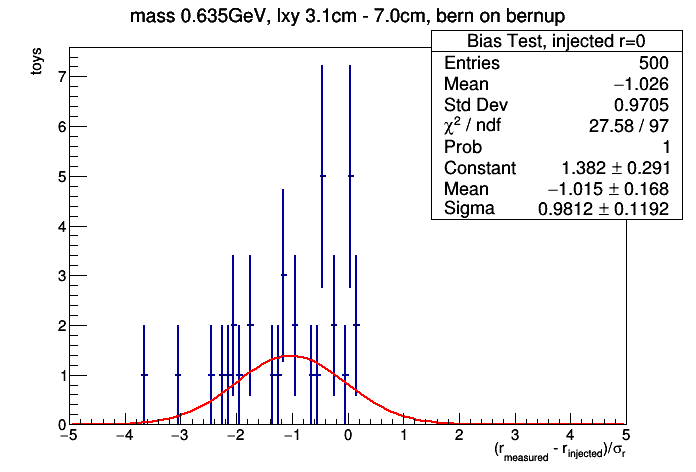 mass 0.635GeV, lxy 3.1cm - 7.0cm, bern on bernup
Bias Test, injected r=0
Entries 500
Mean −1.026
Std Dev 0.9705
χ² / ndf 27.58 / 97
Prob 1
Constant 1.382 ± 0.291
Mean −1.015 ± 0.168
Sigma 0.9812 ± 0.1192
toys
7
6
5
4
3
2
1
0
−5 −4 −3 −2 −1 0 1 2 3 4 5
(r_measured - r_injected)/σ_r